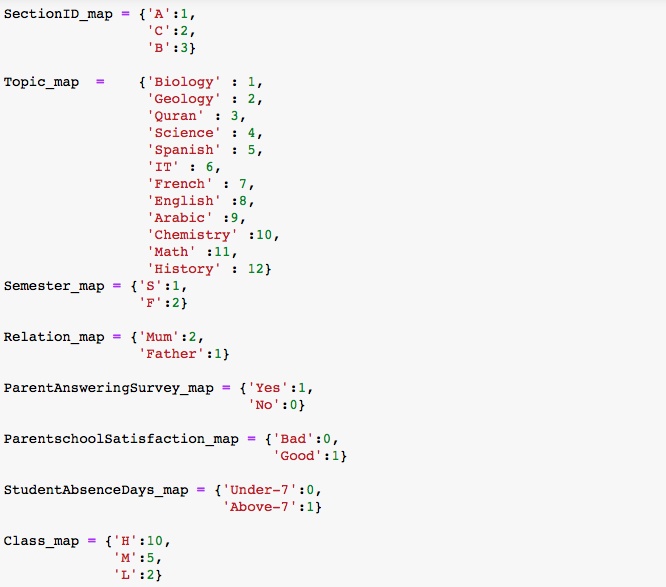 SectionID_map = {'A':1,
                 'C':2,
                 'B':3}

Topic_map  =    {'Biology' : 1,
                 'Geology' : 2,
                 'Quran' : 3,
                 'Science' : 4,
                 'Spanish' : 5,
                 'IT' : 6,
                 'French' : 7,
                 'English' :8,
                 'Arabic' :9,
                 'Chemistry' :10,
                 'Math' :11,
                 'History' : 12}
Semester_map = {'S':1,
                'F':2}

Relation_map = {'Mum':2,
                'Father':1}

ParentAnsweringSurvey_map = {'Yes':1,
                             'No':0}

ParentschoolSatisfaction_map = {'Bad':0,
                                'Good':1}

StudentAbsenceDays_map = {'Under-7':0,
                          'Above-7':1}

Class_map = {'H':10,
             'M':5,
             'L':2}